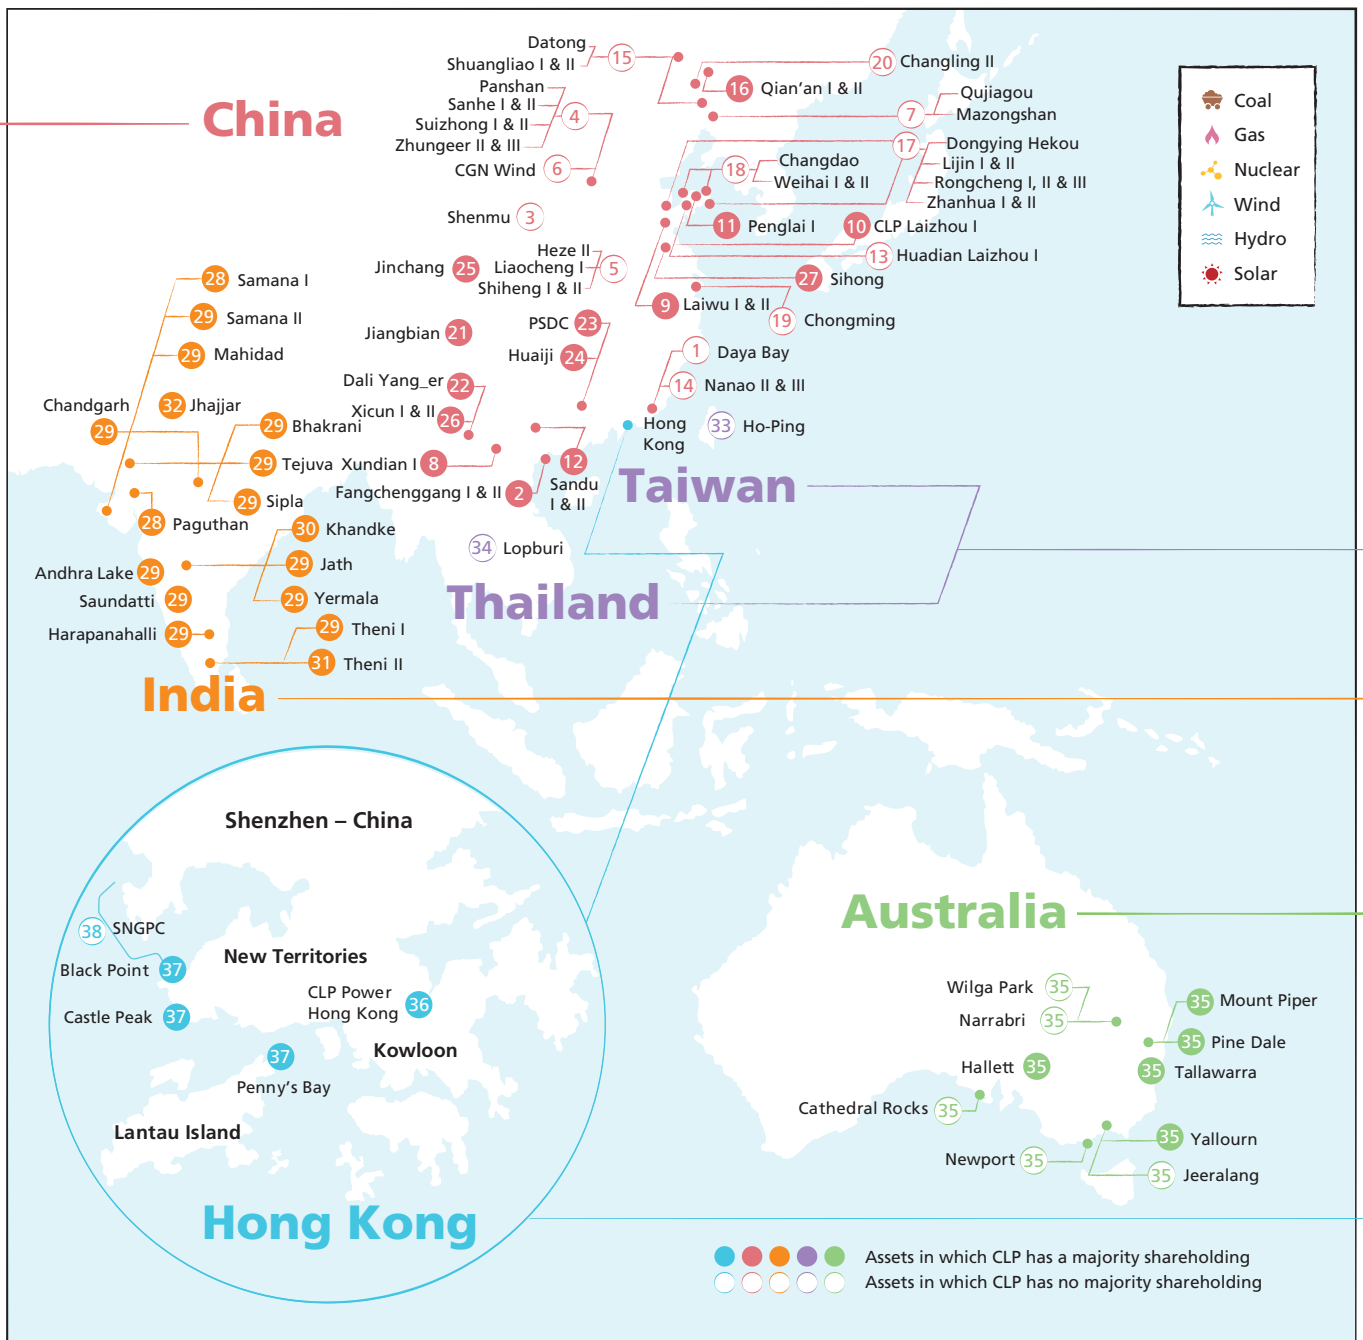 China
Datong
Shuangliao I & II
15
Panshan
Sanhe I & II
Suizhong I & II
Zhungeer II & III
4
CGN Wind
6
Shenmu
3
Heze II
Liaocheng I
Shiheng I & II
5
Jinchang
25
Jiangbian
21
PSDC
23
Huaiji
24
Dali Yang_er
22
Xicun I & II
26
Xundian I
8
Fangchenggang I & II
2
12
Sandu
I & II
20
Changling II
16
Qian’an I & II
7
Qujiagou
Mazongshan
17
Dongying Hekou
Lijin I & II
Rongcheng I, II & III
Zhanhua I & II
18
Changdao
Weihai I & II
11
Penglai I
10
CLP Laizhou I
13
Huadian Laizhou I
27
Sihong
9
Laiwu I & II
19
Chongming
1
Daya Bay
14
Nanao II & III
Hong
Kong
33
Ho-Ping
Taiwan
34
Lopburi
Thailand
Coal
Gas
Nuclear
Wind
Hydro
Solar
28
Samana I
29
Samana II
29
Mahidad
32
Jhajjar
Chandgarh
29
29
Bhakrani
29
Tejuva
29
Sipla
28
Paguthan
30
Khandke
29
Jath
29
Yermala
Andhra Lake
29
Saundatti
29
Harapanahalli
29
29
Theni I
31
Theni II
India
Shenzhen – China
38
SNGPC
Black Point
37
New Territories
CLP Power
Hong Kong
36
Castle Peak
37
Kowloon
37
Penny’s Bay
Lantau Island
Hong Kong
Australia
Wilga Park
35
Narrabri
35
35
Mount Piper
35
Pine Dale
Hallett
35
35
Tallawarra
Cathedral Rocks
35
35
Yallourn
Newport
35
35
Jeeralang
Assets in which CLP has a majority shareholding
Assets in which CLP has no majority shareholding